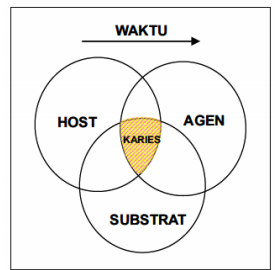 WAKTU
HOST
AGEN
KARIES
SUBSTRAT